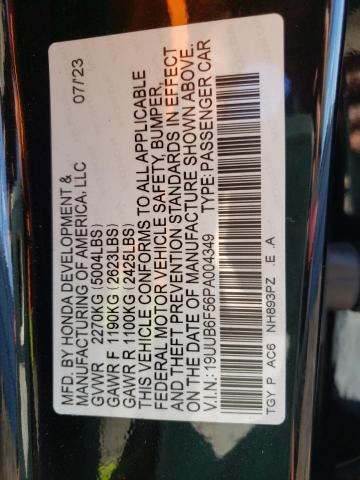 MFD. BY HONDA DEVELOPMENT & 07/'23
MANUFACTURING OF AMERICA, LLC
GVWR 2270KG (5004LBS)
GAWR F 1190KG (2623LBS)
GAWR R 1100KG (2425LBS)
THIS VEHICLE CONFORMS TO ALL APPLICABLE
FEDERAL MOTOR VEHICLE SAFETY, BUMPER,
AND THEFT PREVENTION STANDARDS IN EFFECT
ON THE DATE OF MANUFACTURE SHOWN ABOVE.
V.I.N.: 19UUB6F56PA004349 TYPE: PASSENGER CAR
TGY P AC6 NH893PZ .E A